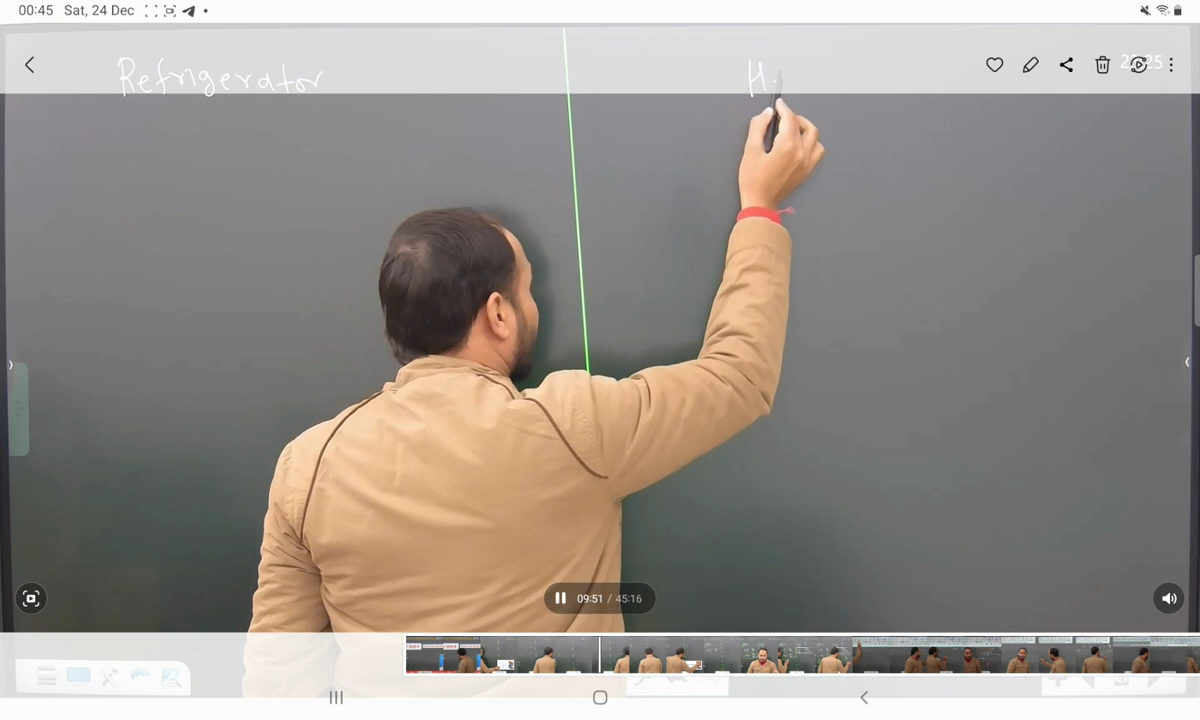 00:45 Sat, 24 Dec
Refrigerator
H.
09:51 / 45:16